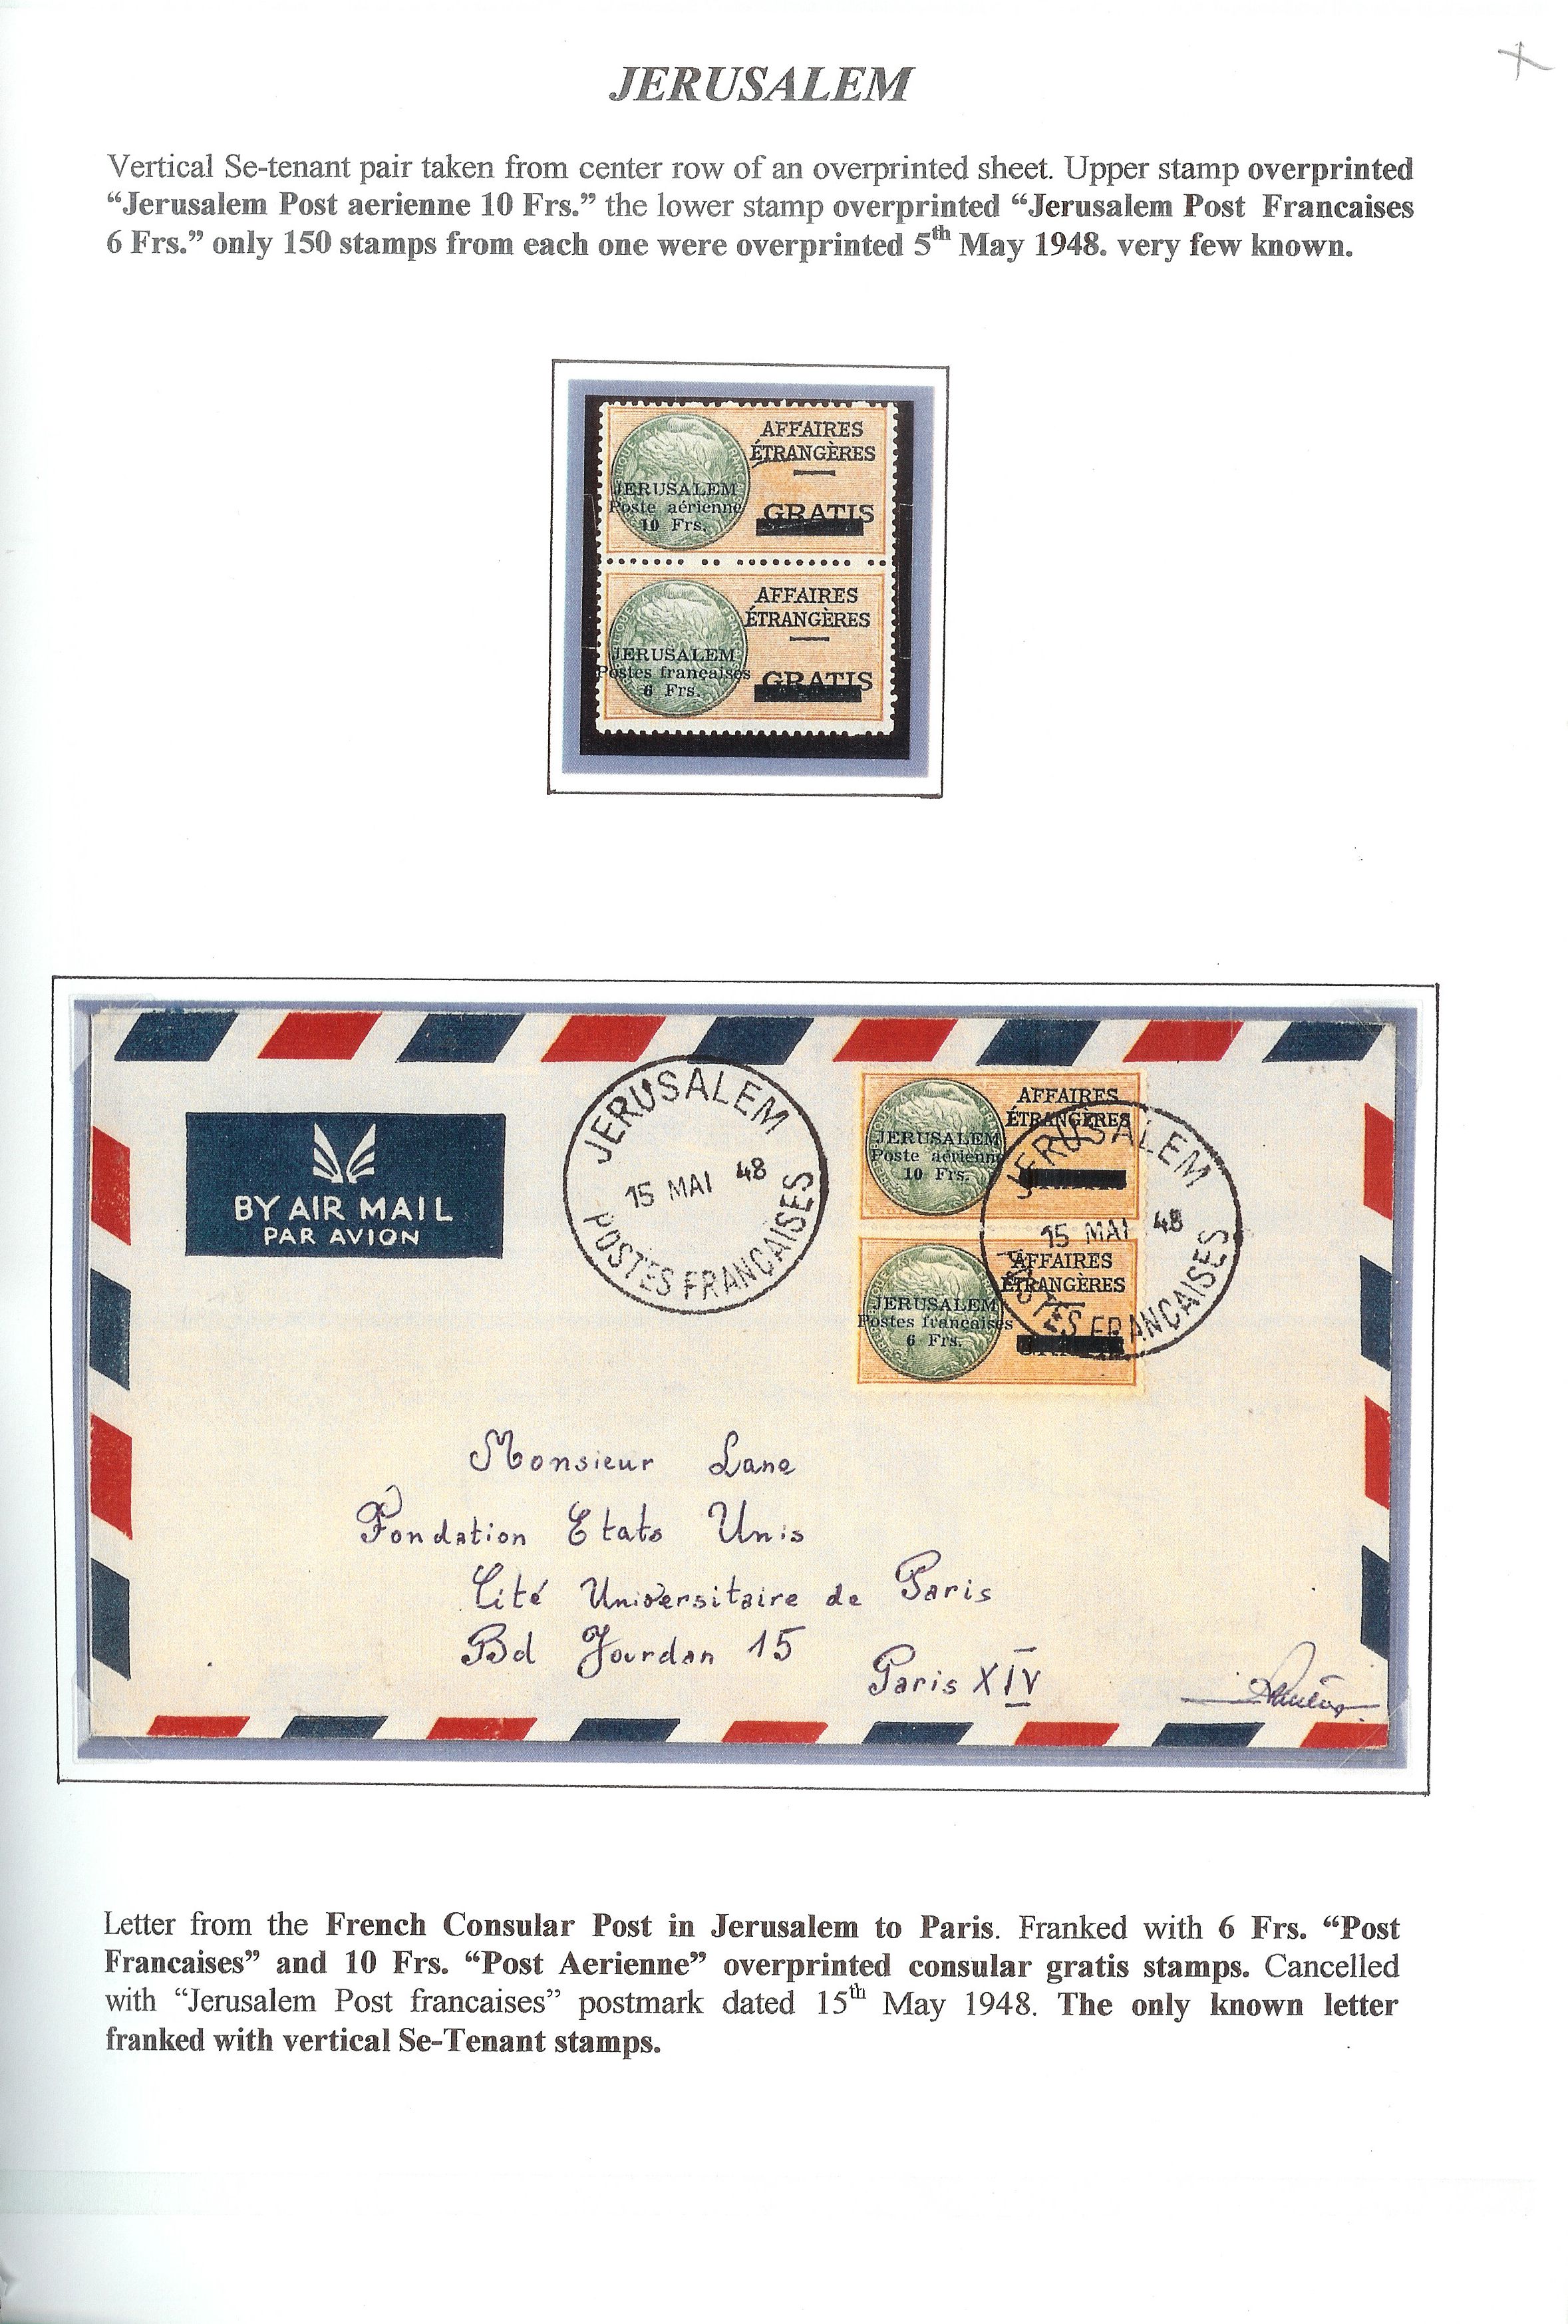 JERUSALEM
Vertical Se-tenant pair taken from center row of an overprinted sheet. Upper stamp overprinted
“Jerusalem Post aerienne 10 Frs.” the lower stamp overprinted “Jerusalem Post Francaises
6 Frs.” only 150 stamps from each one were overprinted 5th May 1948. very few known.
AFFAIRES
ÉTRANGÈRES
JERUSALEM
Poste aérienne
10 Frs.
GRATIS
AFFAIRES
ÉTRANGÈRES
JERUSALEM
Postes françaises
6 Frs.
GRATIS
BY AIR MAIL
PAR AVION
JERUSALEM
15 MAI 48
POSTES FRANCAISES
AFFAIRES
ÉTRANGÈRES
JERUSALEM
Poste aérienne
10 Frs.
JERUSALEM
15 MAI 48
POSTES FRANCAISES
AFFAIRES
ÉTRANGÈRES
JERUSALEM
Postes françaises
6 Frs.
Monsieur Lane
Fondation Etats Unis
Cité Universitaire de Paris
Bd Jourdan 15
Paris XIV
Letter from the French Consular Post in Jerusalem to Paris. Franked with 6 Frs. “Post
Francaises” and 10 Frs. “Post Aerienne” overprinted consular gratis stamps. Cancelled
with “Jerusalem Post francaises” postmark dated 15th May 1948. The only known letter
franked with vertical Se-Tenant stamps.